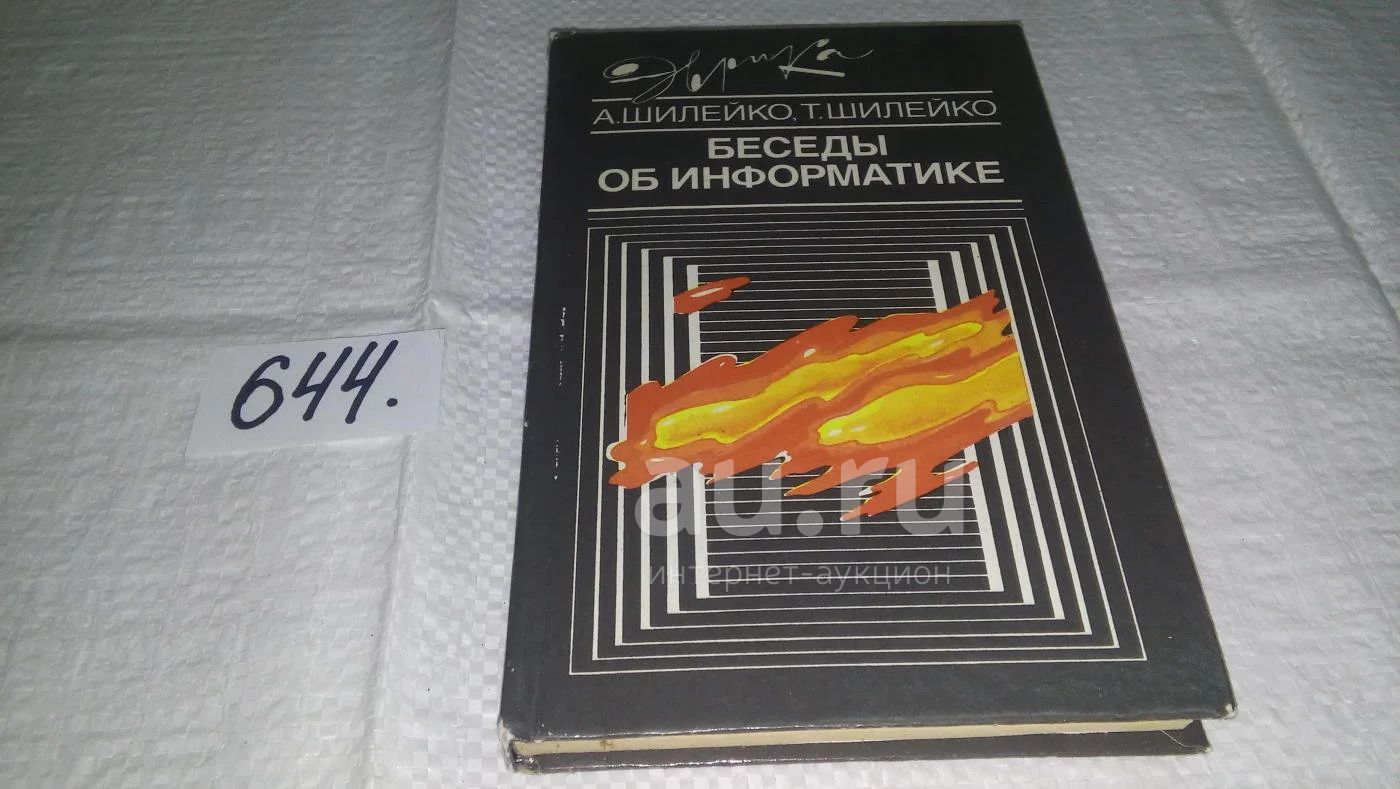 Эврика
А.ШИЛЕЙКО, Т.ШИЛЕЙКО
БЕСЕДЫ
ОБ ИНФОРМАТИКЕ
644.
au.ru
интернет-аукцион